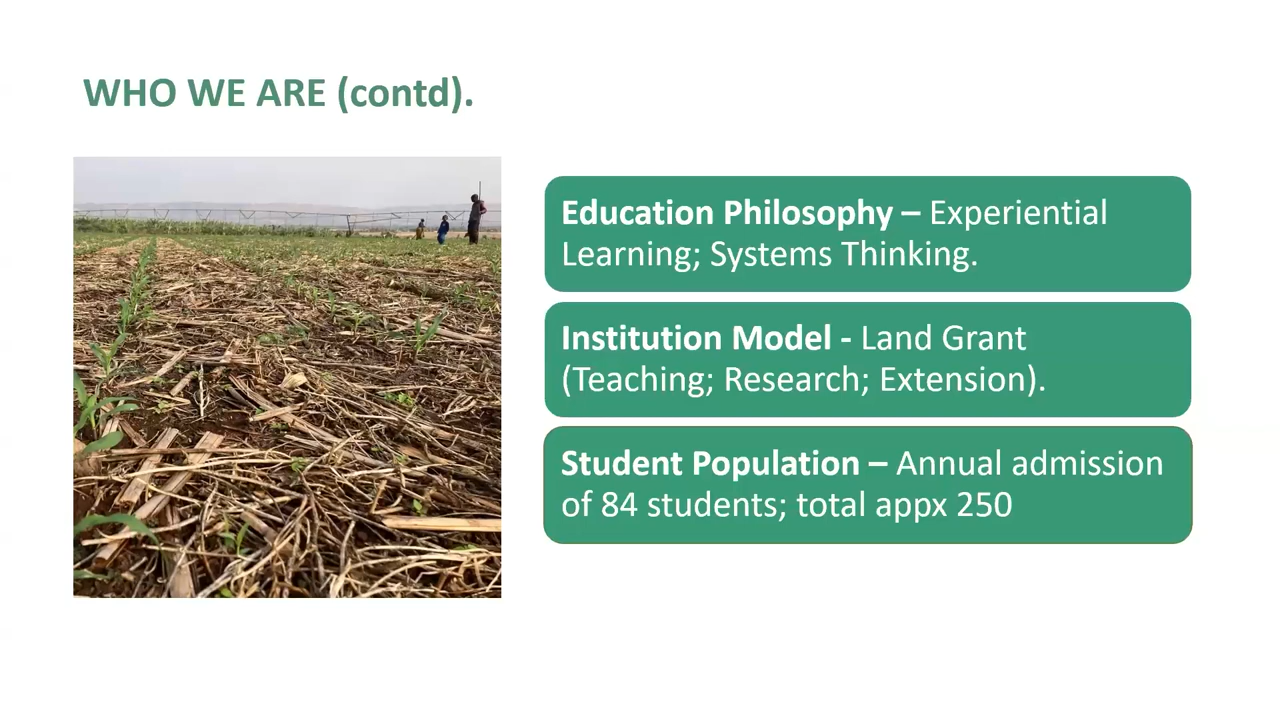 WHO WE ARE (contd).
Education Philosophy – Experiential
Learning; Systems Thinking.
Institution Model - Land Grant
(Teaching; Research; Extension).
Student Population – Annual admission
of 84 students; total appx 250